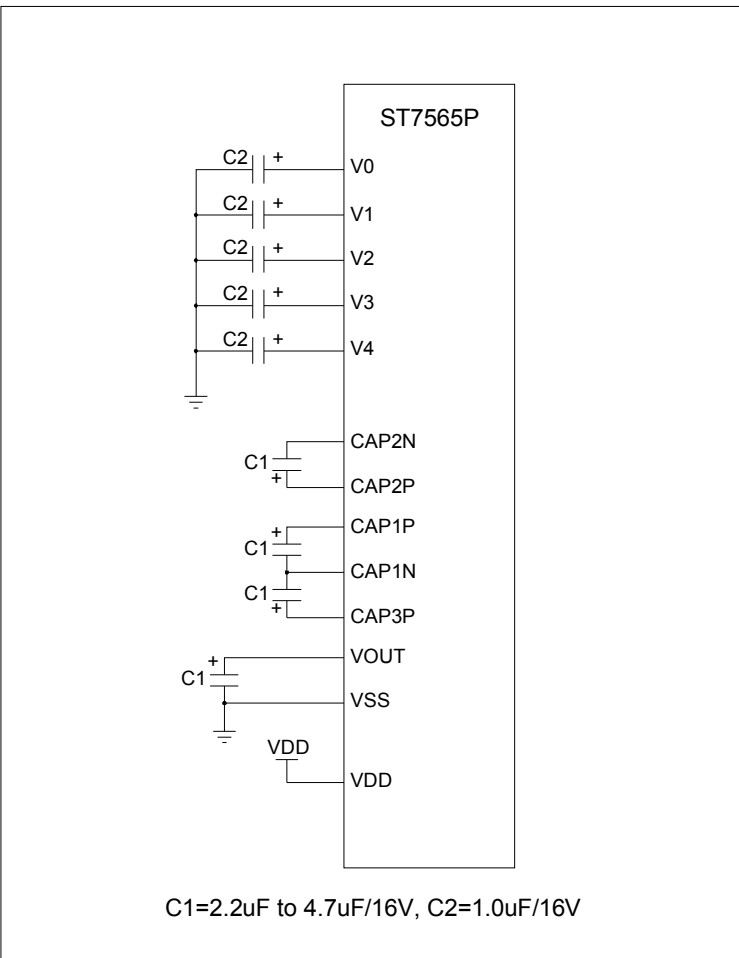 ST7565P
C2 + V0
C2 + V1
C2 + V2
C2 + V3
C2 + V4
CAP2N
C1
+ CAP2P
+ CAP1P
C1
CAP1N
C1
+ CAP3P
+ VOUT
C1
VSS
VDD
VDD
C1=2.2uF to 4.7uF/16V, C2=1.0uF/16V